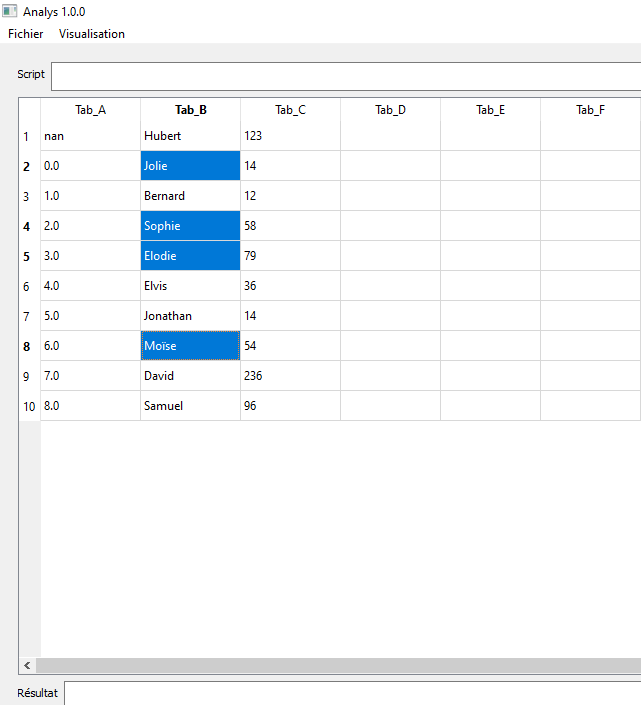 Analys 1.0.0
Fichier Visualisation
Script
Tab_A Tab_B Tab_C Tab_D Tab_E Tab_F
1 nan Hubert 123
2 0.0 Jolie 14
3 1.0 Bernard 12
4 2.0 Sophie 58
5 3.0 Elodie 79
6 4.0 Elvis 36
7 5.0 Jonathan 14
8 6.0 Moïse 54
9 7.0 David 236
10 8.0 Samuel 96
Résultat